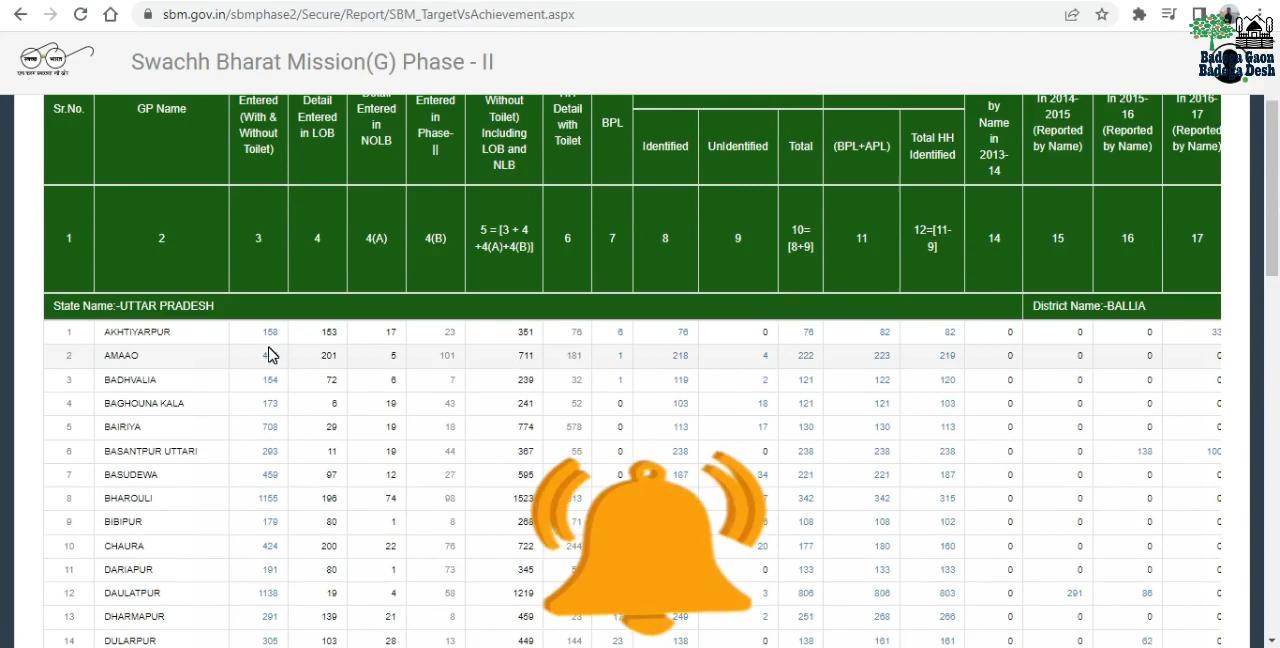 sbm.gov.in/sbmphase2/Secure/Report/SBM_TargetVsAchievement.aspx
Swachh Bharat Mission(G) Phase - II
Badega Gaon
Badega Desh
Sr.No.
GP Name
Entered
(With &
Without
Toilet)
Detail
Entered
in LOB
Entered
in
NOLB
Entered
in
Phase-
II
Without
Toilet)
Including
LOB and
NLB
Detail
with
Toilet
BPL
Identified
UnIdentified
Total
(BPL+APL)
Total HH
Identified
by
Name
in
2013-
14
In 2014-
2015
(Reported
by Name)
In 2015-
16
(Reported
by Name)
In 2016-
17
(Reported
by Name)
1 2 3 4 4(A) 4(B) 5 = [3 + 4 +4(A)+4(B)] 6 7 8 9 10=[8+9] 11 12=[11-9] 14 15 16 17
State Name:-UTTAR PRADESH District Name:-BALLIA
1 AKHTIYARPUR 158 153 17 23 351 76 6 76 0 76 82 82 0 0 0 33
2 AMAAO 201 5 101 711 181 1 218 4 222 223 219 0 0 0 0
3 BADHVALIA 154 72 6 7 239 32 1 119 2 121 122 120 0 0 0 0
4 BAGHOUNA KALA 173 6 19 43 241 52 0 103 18 121 121 103 0 0 0 0
5 BAIRIYA 708 29 19 18 774 578 0 113 17 130 130 113 0 0 0 0
6 BASANTPUR UTTARI 293 11 19 44 367 55 0 238 0 238 238 238 0 0 138 100
7 BASUDEWA 459 97 12 27 595 0 187 34 221 221 187 0 0 0 0
8 BHAROULI 1155 196 74 98 1523 342 342 315 0 0 0 0
9 BIBIPUR 179 80 1 8 268 71 108 108 102 0 0 0 0
10 CHAURA 424 200 22 76 722 244 20 177 180 160 0 0 0 0
11 DARIAPUR 191 80 1 73 345 0 133 133 133 0 0 0 0
12 DAULATPUR 1138 19 4 58 1219 3 806 806 803 0 291 86 0
13 DHARMAPUR 291 139 21 8 459 23 249 2 251 268 266 0 0 0 0
14 DULARPUR 305 103 28 13 449 144 23 138 0 138 161 161 0 0 62 0